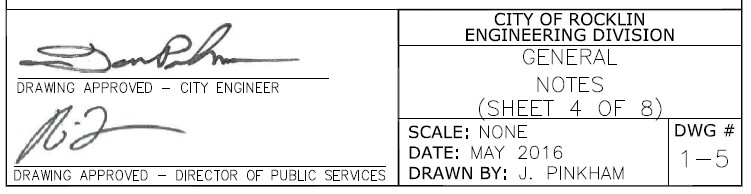 DRAWING APPROVED – CITY ENGINEER
DRAWING APPROVED – DIRECTOR OF PUBLIC SERVICES
CITY OF ROCKLIN
ENGINEERING DIVISION
GENERAL
NOTES
(SHEET 4 OF 8)
SCALE: NONE
DATE: MAY 2016
DRAWN BY: J. PINKHAM
DWG #
1–5